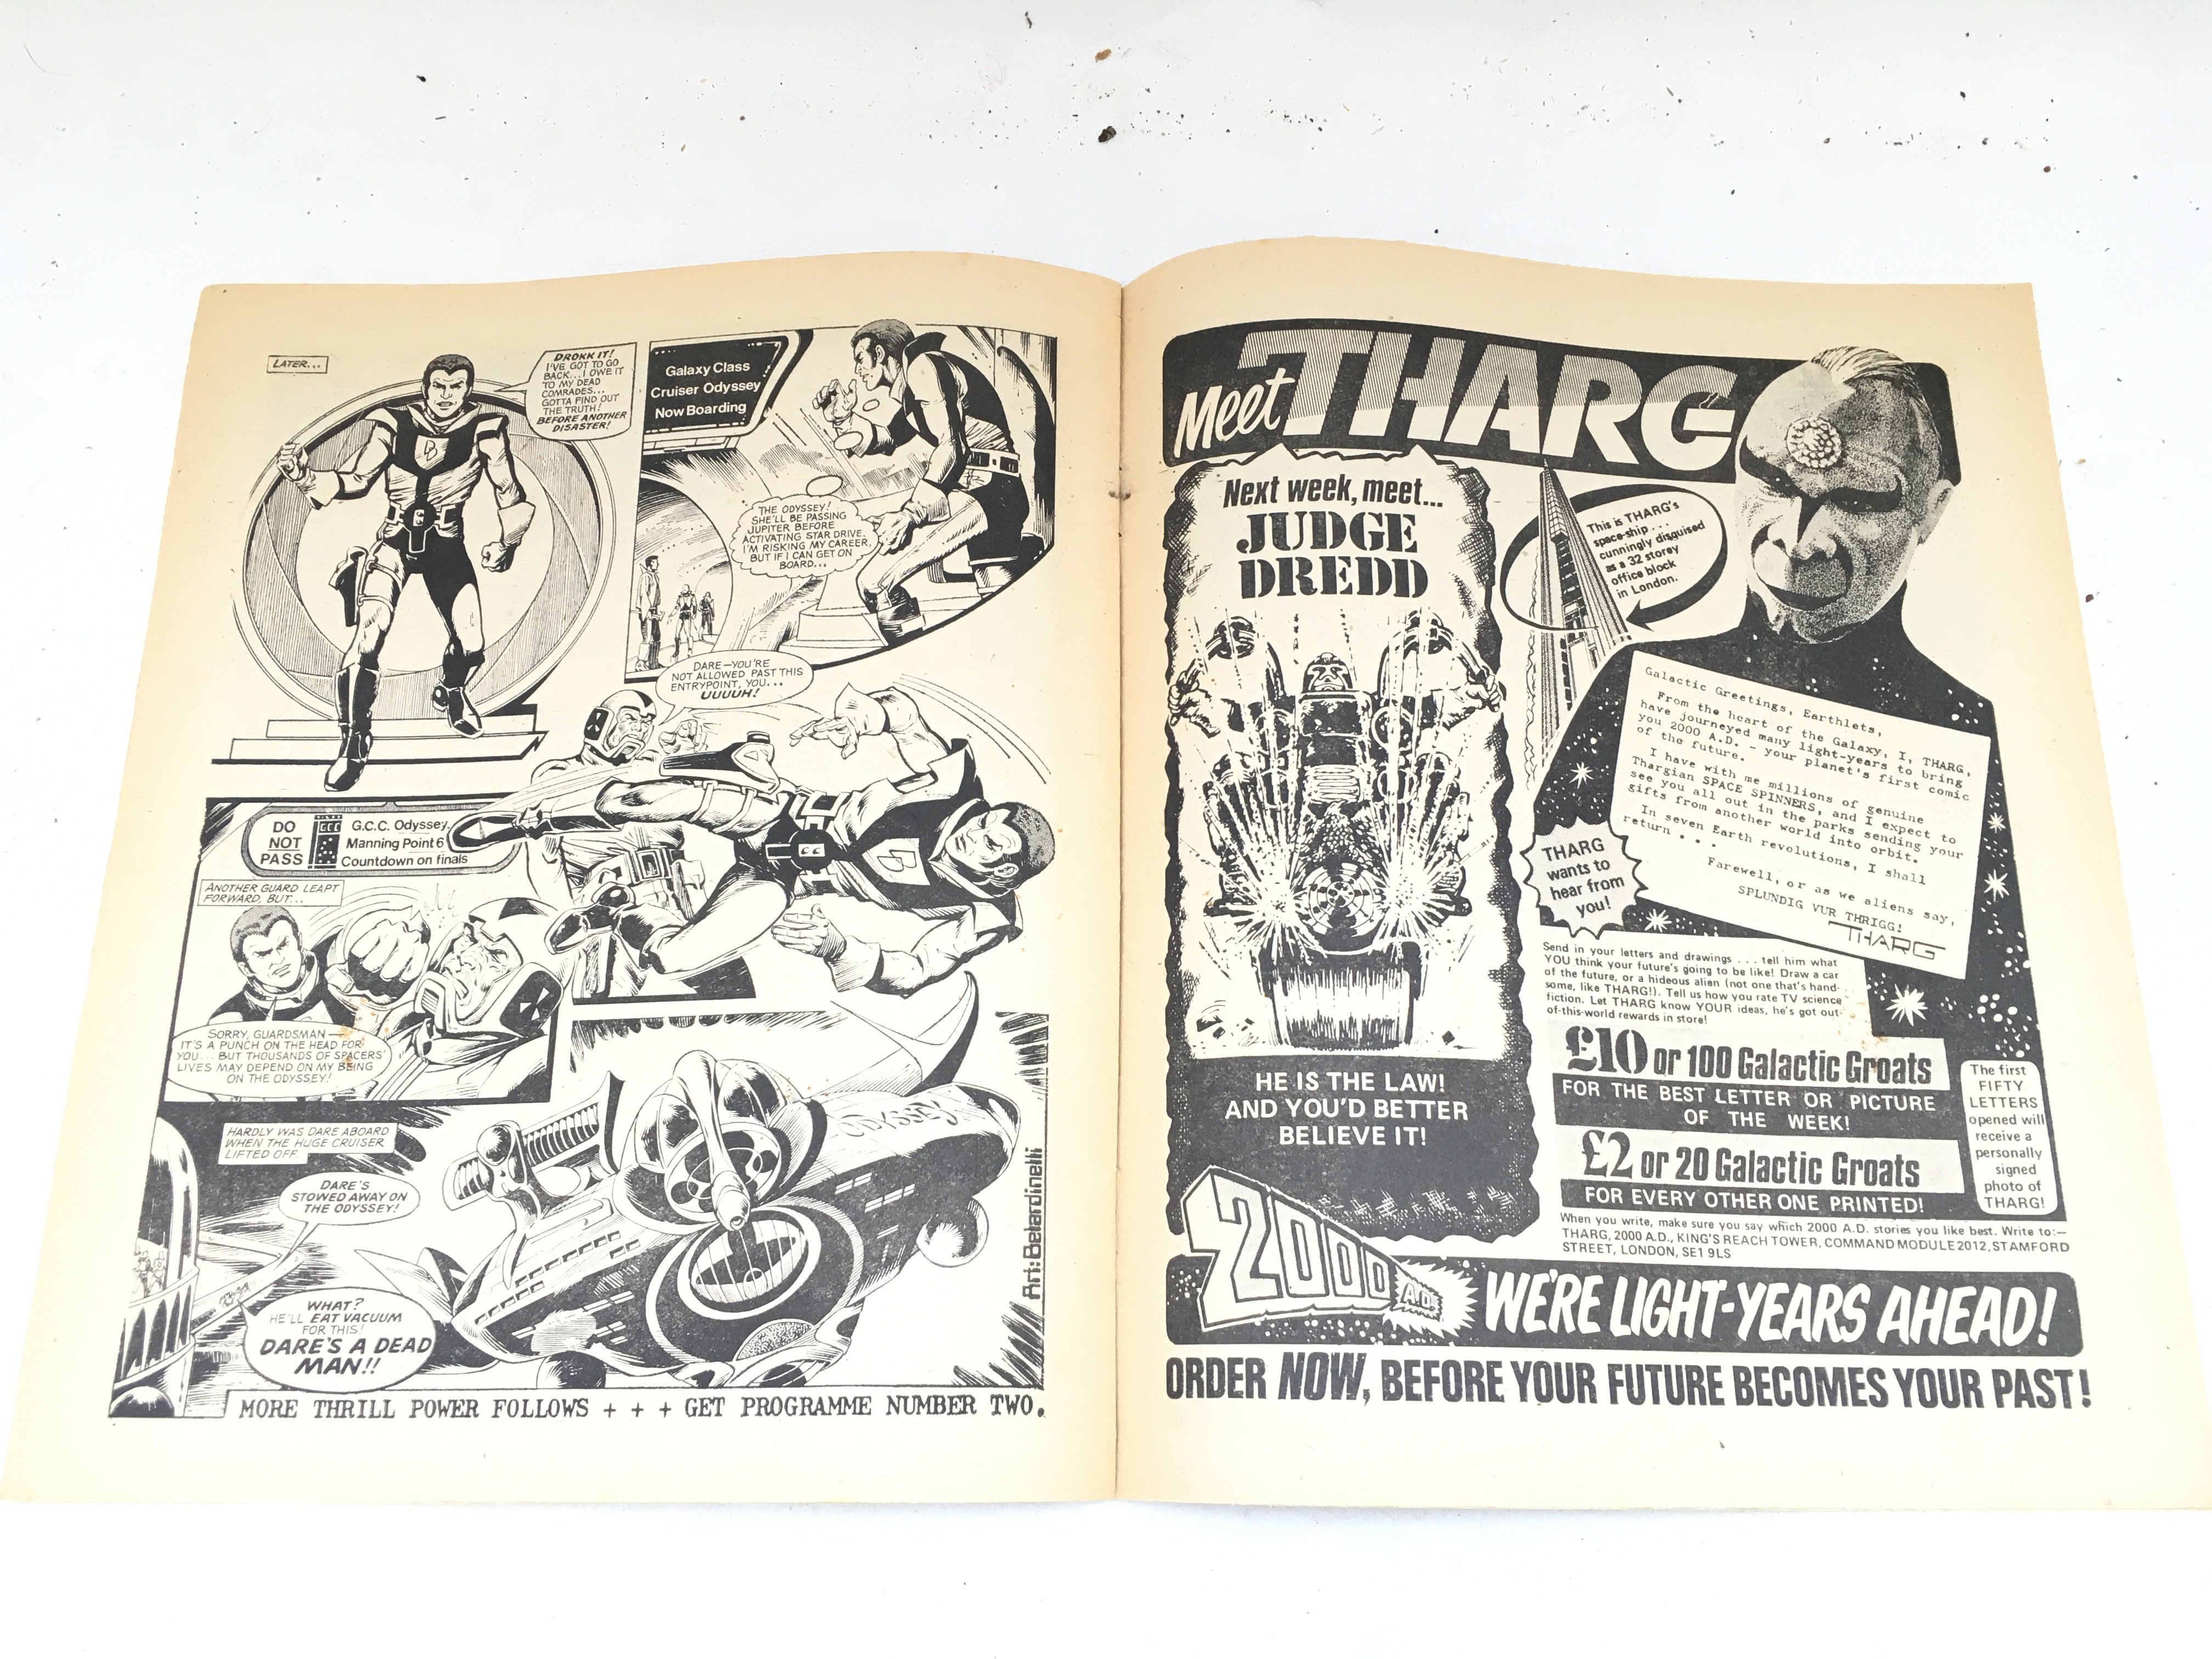 LATER...
DROKK IT!
I'VE GOT TO GO
BACK...I OWE IT
TO MY DEAD
COMRADES...
GOTTA FIND OUT
THE TRUTH!
BEFORE ANOTHER
DISASTER!
B
Galaxy Class
Cruiser Odyssey
Now Boarding
THE ODYSSEY!
SHE'LL BE PASSING
JUPITER BEFORE
ACTIVATING STAR DRIVE.
I'M RISKING MY CAREER,
BUT IF I CAN GET ON
BOARD...
DARE—YOU'RE
NOT ALLOWED PAST THIS
ENTRYPOINT, YOU...
UUUUH!
DO
NOT
PASS
G.C.C. Odyssey
Manning Point 6
Countdown on finals
ANOTHER GUARD LEAPT
FORWARD, BUT...
SORRY, GUARDSMAN—
IT'S A PUNCH ON THE HEAD FOR
YOU... BUT THOUSANDS OF SPACERS'
LIVES MAY DEPEND ON MY BEING
ON THE ODYSSEY!
HARDLY WAS DARE ABOARD
WHEN THE HUGE CRUISER
LIFTED OFF.
DARE'S
STOWED AWAY ON
THE ODYSSEY!
WHAT?
HE'LL EAT VACUUM
FOR THIS!
DARE'S A DEAD
MAN!!
ODYSSEY
Art: Belardinelli
MORE THRILL POWER FOLLOWS + + + GET PROGRAMME NUMBER TWO.
Meet THARG
Next week, meet...
JUDGE
DREDD
HE IS THE LAW!
AND YOU'D BETTER
BELIEVE IT!
This is THARG's
space-ship . . .
cunningly disguised
as a 32 storey
office block
in London.
Galactic Greetings, Earthlets,
From the heart of the Galaxy, I, THARG,
have journeyed many light-years to bring
you 2000 A.D. - your planet's first comic
of the future.
I have with me millions of genuine
Thargian SPACE SPINNERS, and I expect to
see you all out in the parks sending your
gifts from another world into orbit.
In seven Earth revolutions, I shall
return . . .
Farewell, or as we aliens say,
SPLUNDIG VUR THRIGG!
THARG
THARG
wants to
hear from
you!
Send in your letters and drawings . . . tell him what
YOU think your future's going to be like! Draw a car
of the future, or a hideous alien (not one that's hand-
some, like THARG!). Tell us how you rate TV science
fiction. Let THARG know YOUR ideas, he's got out-
of-this-world rewards in store!
£10 or 100 Galactic Groats
FOR THE BEST LETTER OR PICTURE
OF THE WEEK!
£2 or 20 Galactic Groats
FOR EVERY OTHER ONE PRINTED!
The first
FIFTY
LETTERS
opened will
receive a
personally
signed
photo of
THARG!
When you write, make sure you say which 2000 A.D. stories you like best. Write to:—
THARG, 2000 A.D., KING'S REACH TOWER, COMMAND MODULE 2012, STAMFORD
STREET, LONDON, SE1 9LS
2000 A.D.
WE'RE LIGHT-YEARS AHEAD!
ORDER NOW, BEFORE YOUR FUTURE BECOMES YOUR PAST!